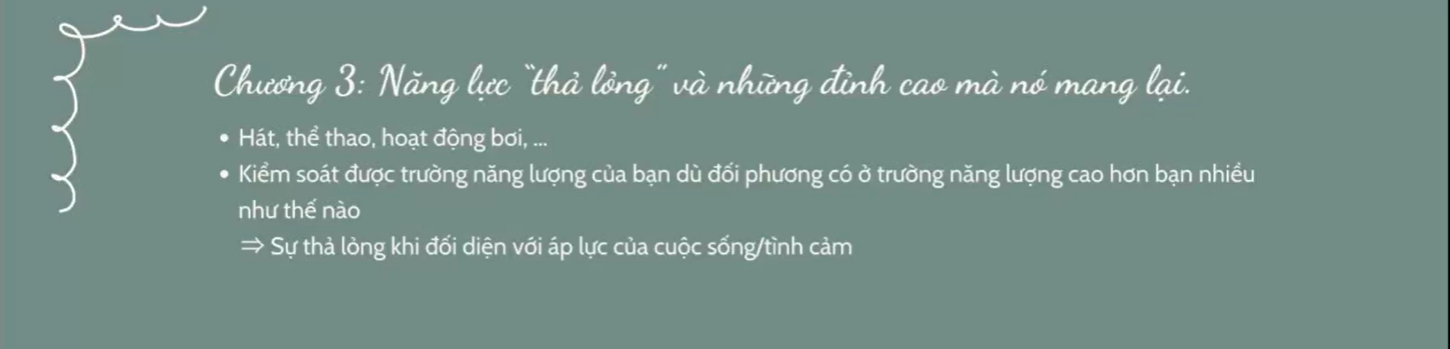 Chương 3: Năng lực "thả lỏng" và những đỉnh cao mà nó mang lại.
• Hát, thể thao, hoạt động bơi, ...
• Kiểm soát được trường năng lượng của bạn dù đối phương có ở trường năng lượng cao hơn bạn nhiều
như thế nào
⇒ Sự thả lỏng khi đối diện với áp lực của cuộc sống/tình cảm